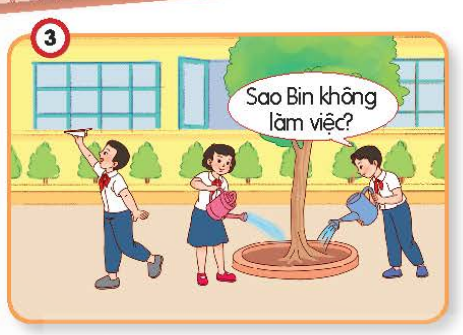 3
Sao Bin không
làm việc?